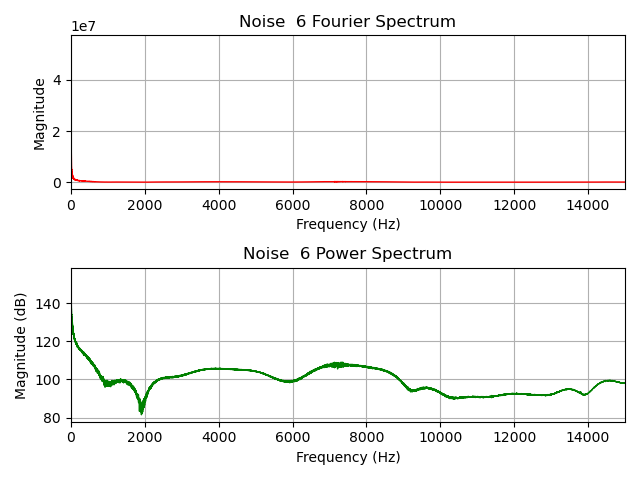 Noise  6 Fourier Spectrum
1e7
Magnitude
4
2
0
0 2000 4000 6000 8000 10000 12000 14000
Frequency (Hz)
Noise  6 Power Spectrum
Magnitude (dB)
140
120
100
80
0 2000 4000 6000 8000 10000 12000 14000
Frequency (Hz)